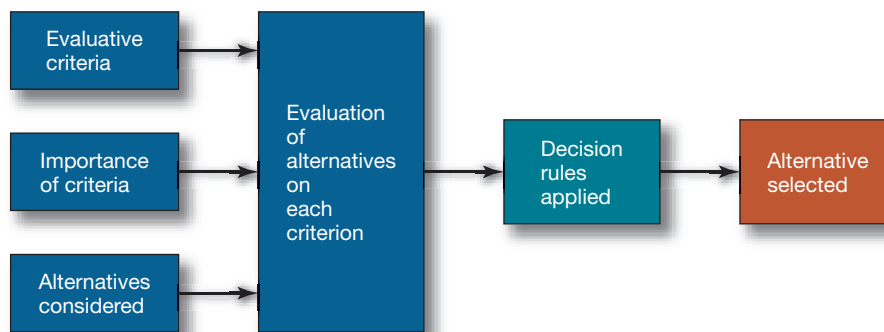 Evaluative
criteria
Importance
of criteria
Alternatives
considered
Evaluation
of
alternatives
on
each
criterion
Decision
rules
applied
Alternative
selected